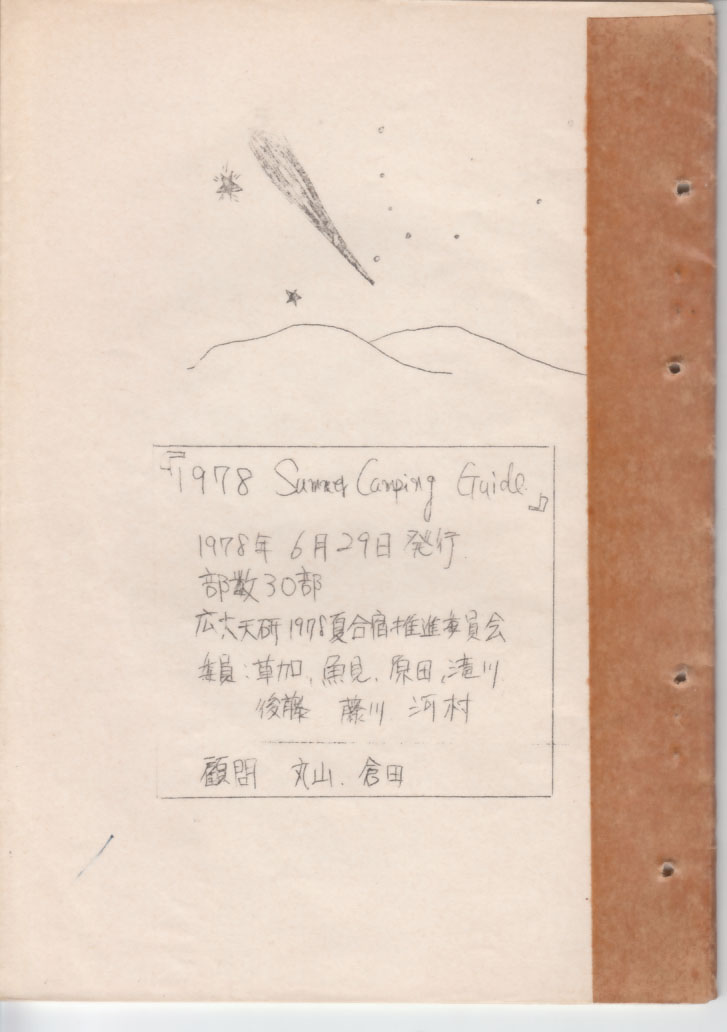 『1978 Summer Camping Guide』
1978年 6月29日 発行
部数30部
広大天研1978夏合宿推進委員会
委員:草加、魚見、原田、滝川
後藤 藤川 河村
顧問 丸山、倉田